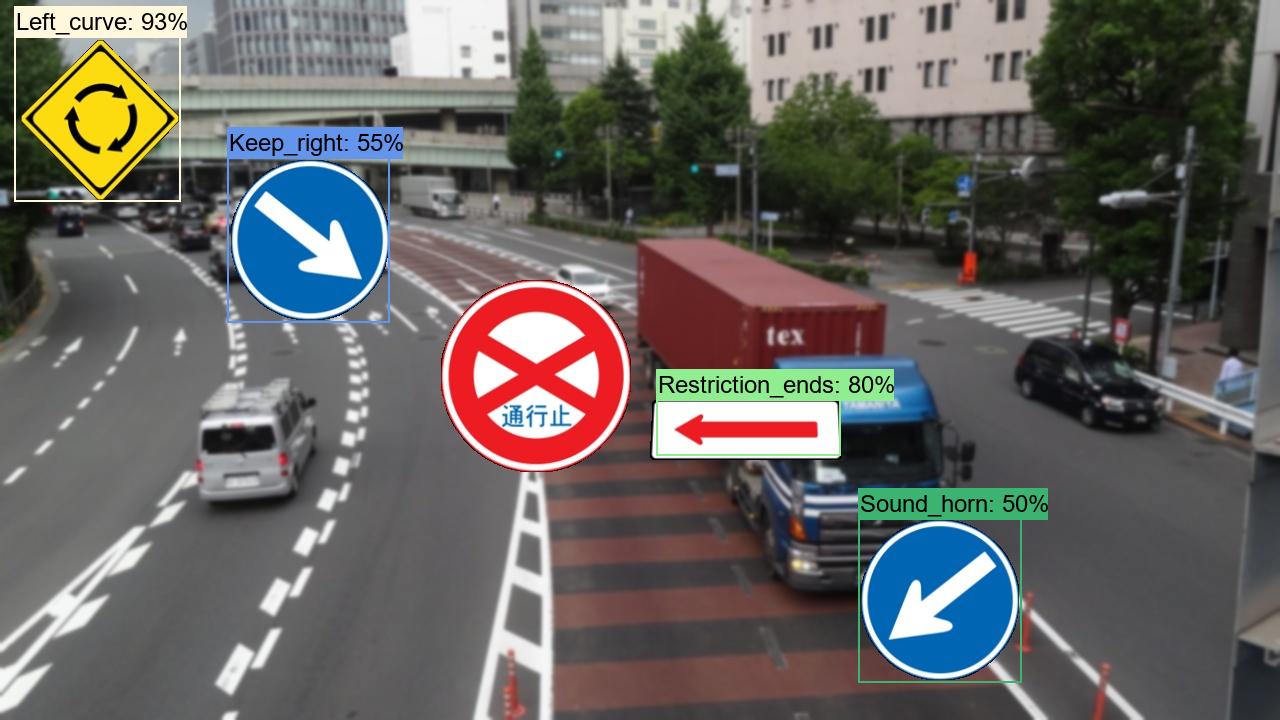 Left_curve: 93%
Keep_right: 55%
通行止
tex
Restriction_ends: 80%
Sound_horn: 50%